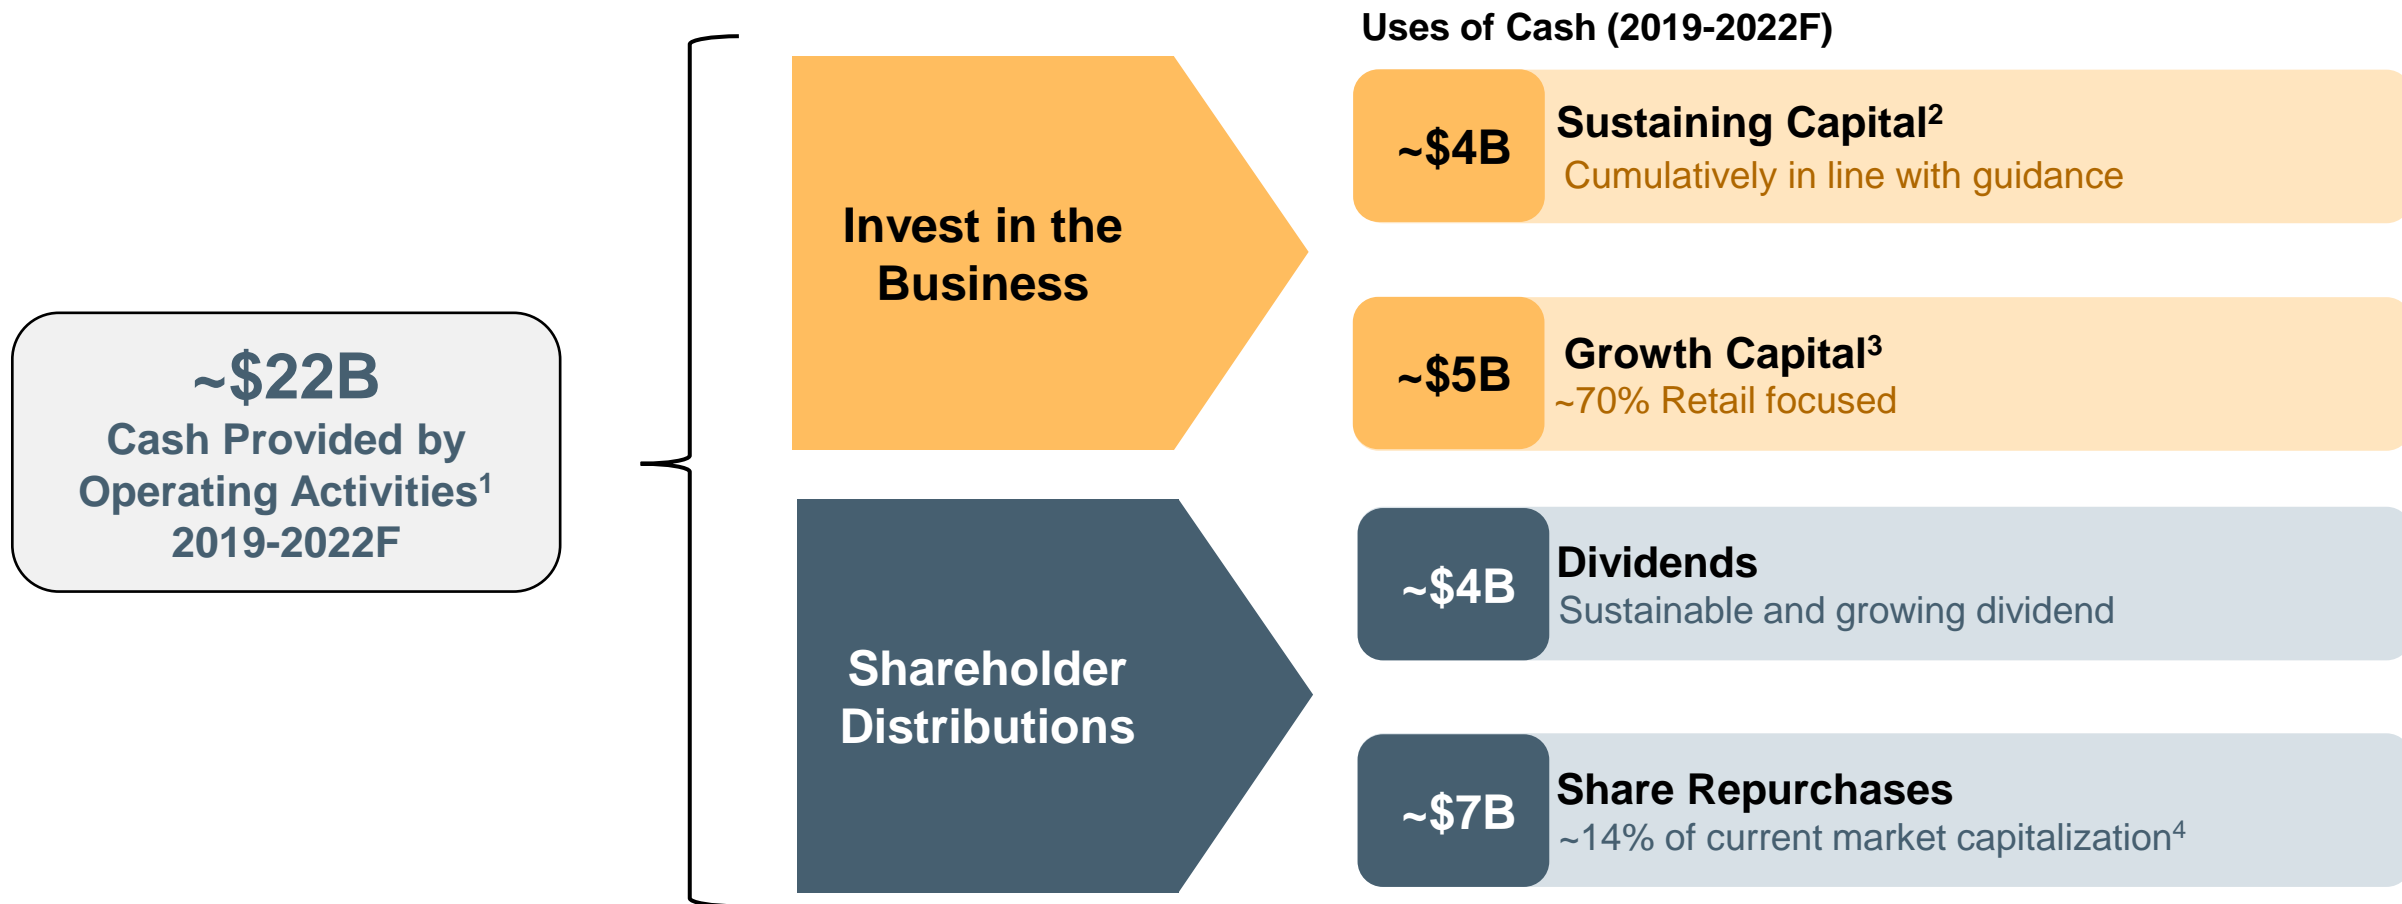 Uses of Cash (2019-2022F)
~$22B
Cash Provided by
Operating Activities¹
2019-2022F
Invest in the
Business
~$4B
Sustaining Capital²
Cumulatively in line with guidance
~$5B
Growth Capital³
~70% Retail focused
Shareholder
Distributions
~$4B
Dividends
Sustainable and growing dividend
~$7B
Share Repurchases
~14% of current market capitalization⁴